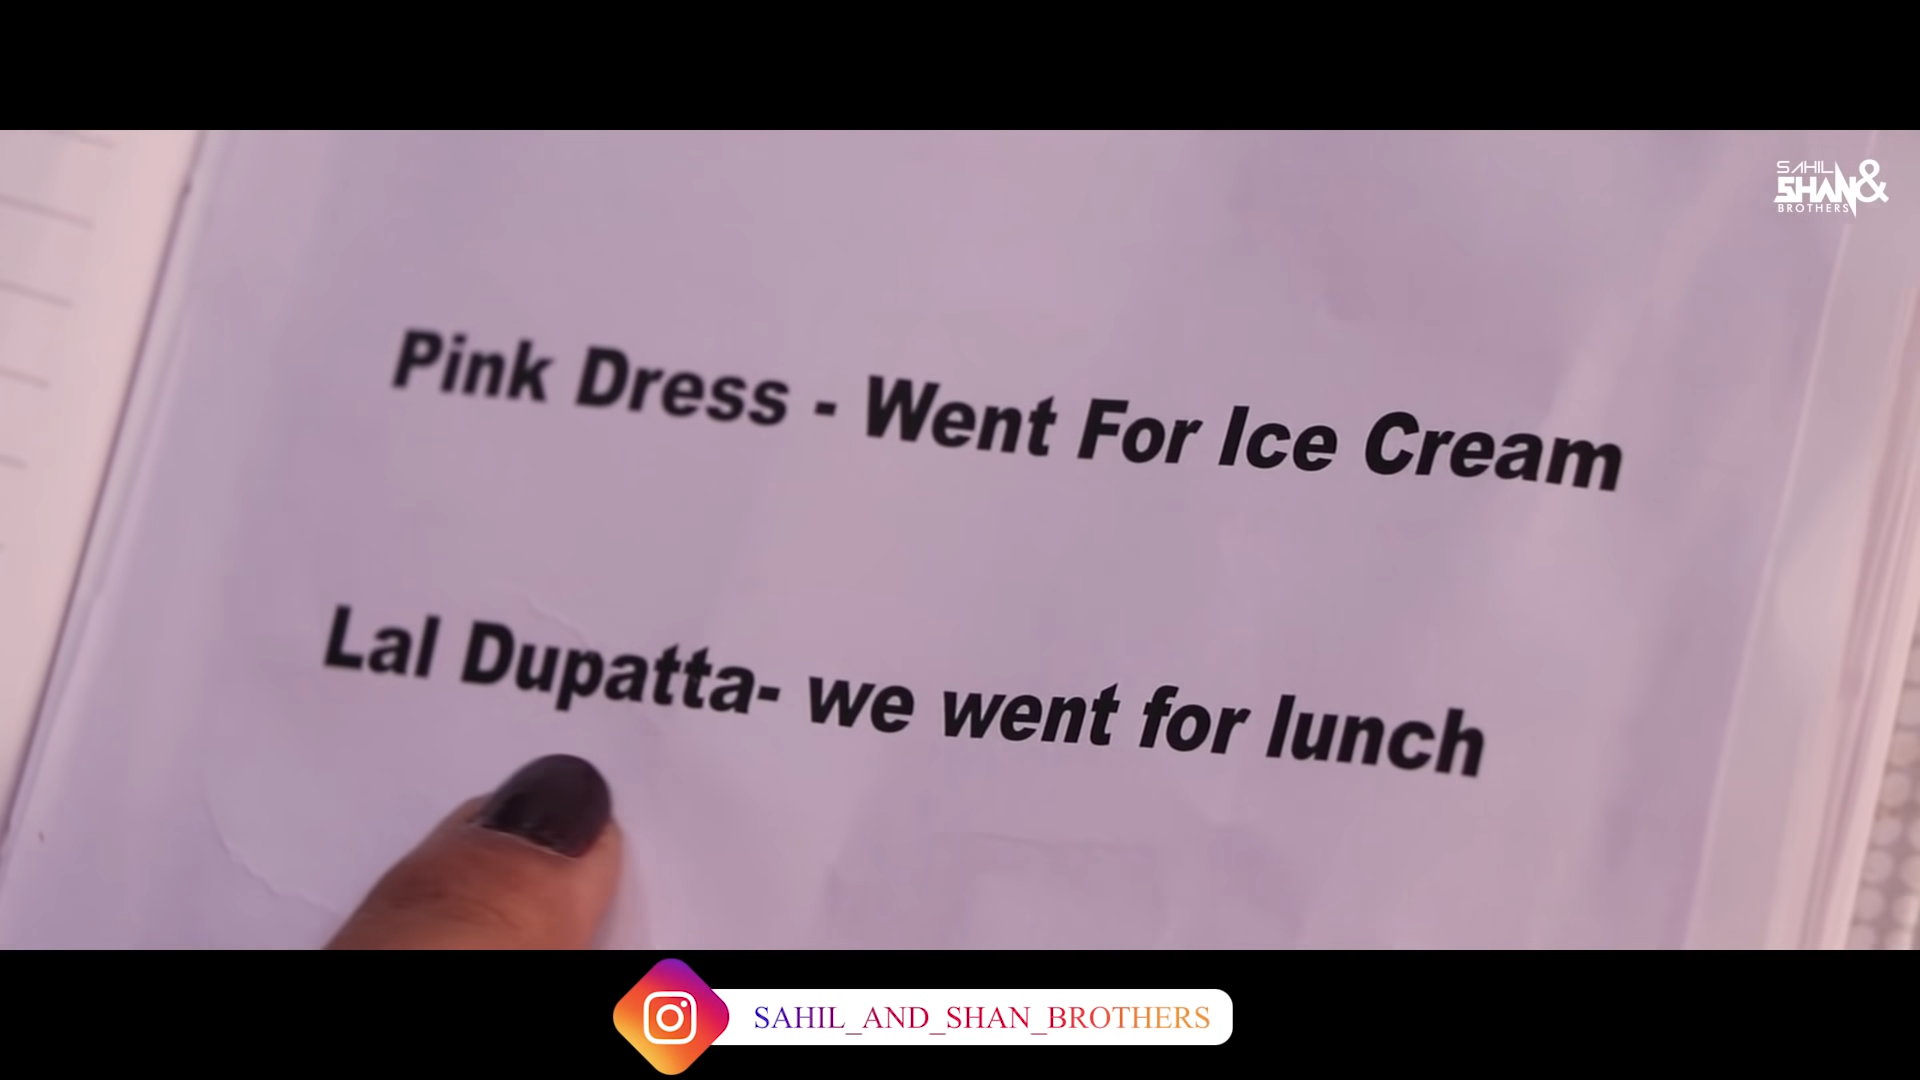 SAHIL
SHAN &
BROTHERS
Pink Dress - Went For Ice Cream
Lal Dupatta- we went for lunch
SAHIL_AND_SHAN_BROTHERS